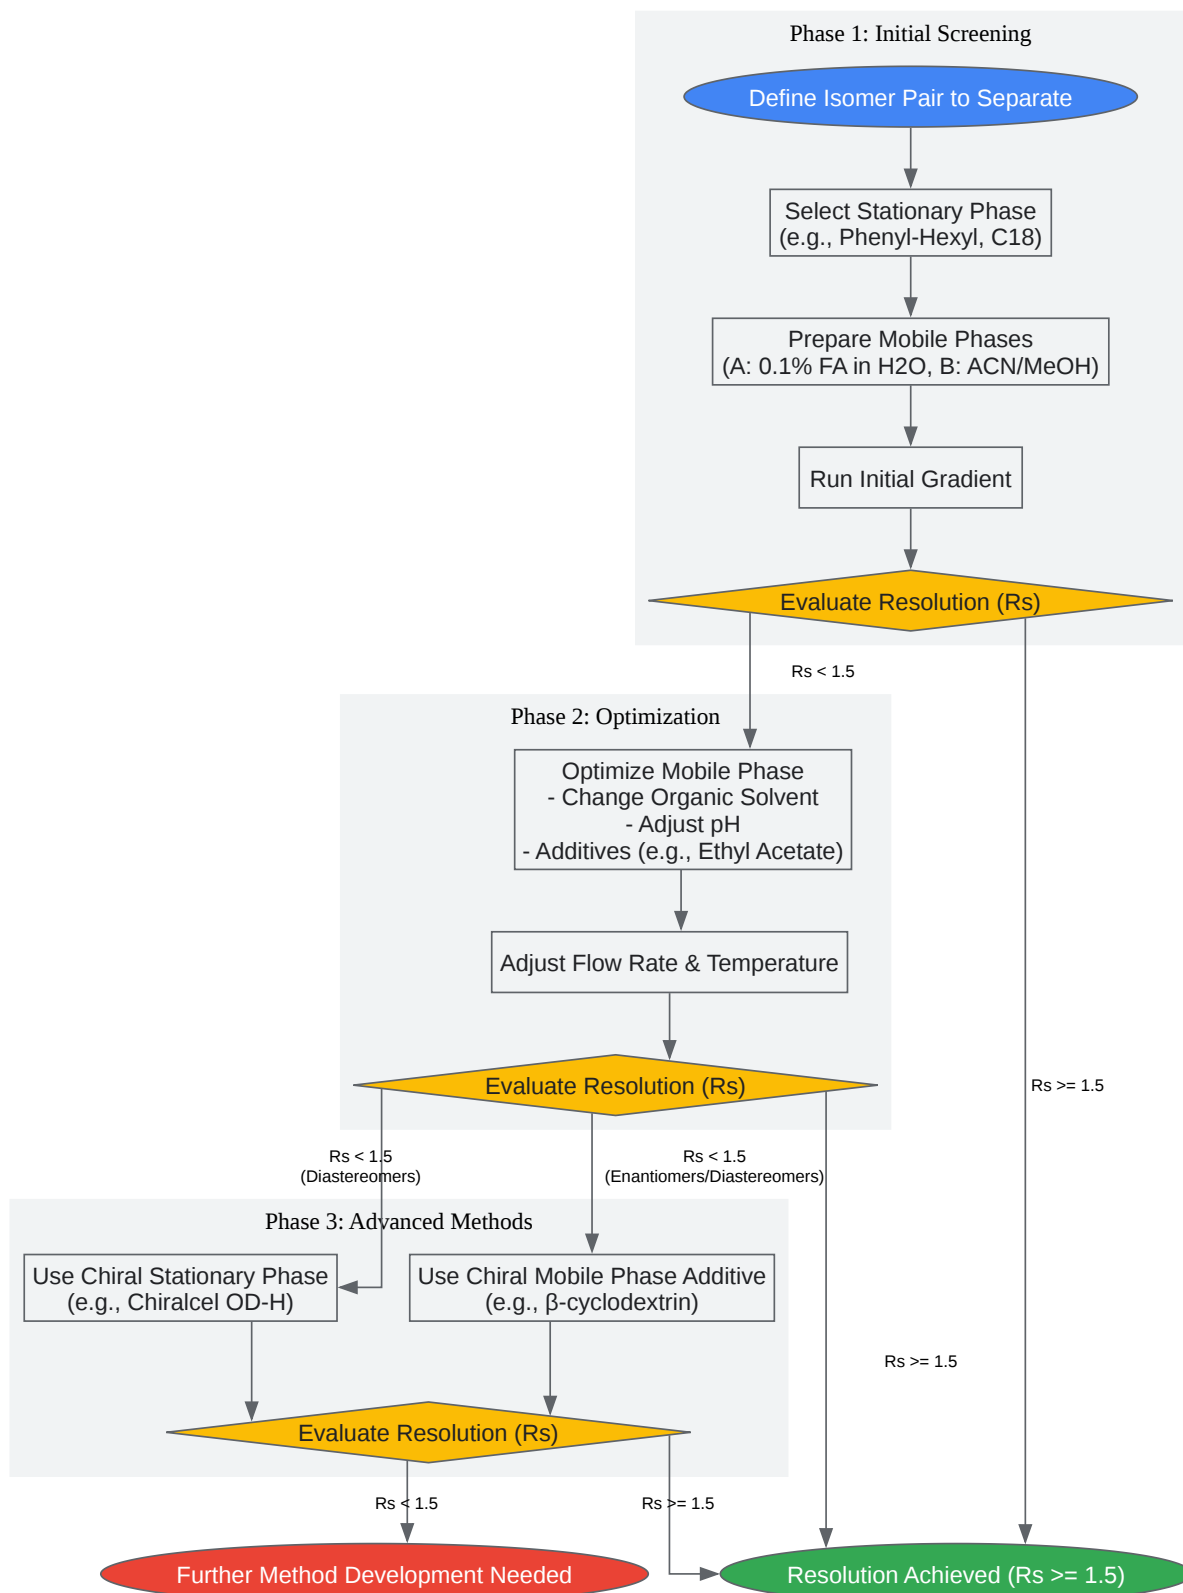 Phase 1: Initial Screening
Define Isomer Pair to Separate
Select Stationary Phase
(e.g., Phenyl-Hexyl, C18)
Prepare Mobile Phases
(A: 0.1% FA in H2O, B: ACN/MeOH)
Run Initial Gradient
Evaluate Resolution (Rs)
Rs < 1.5
Phase 2: Optimization
Optimize Mobile Phase
- Change Organic Solvent
- Adjust pH
- Additives (e.g., Ethyl Acetate)
Adjust Flow Rate & Temperature
Evaluate Resolution (Rs)
Rs >= 1.5
Rs < 1.5
(Diastereomers)
Rs < 1.5
(Enantiomers/Diastereomers)
Phase 3: Advanced Methods
Use Chiral Stationary Phase
(e.g., Chiralcel OD-H)
Use Chiral Mobile Phase Additive
(e.g., β-cyclodextrin)
Rs >= 1.5
Evaluate Resolution (Rs)
Rs < 1.5
Rs >= 1.5
Further Method Development Needed
Resolution Achieved (Rs >= 1.5)